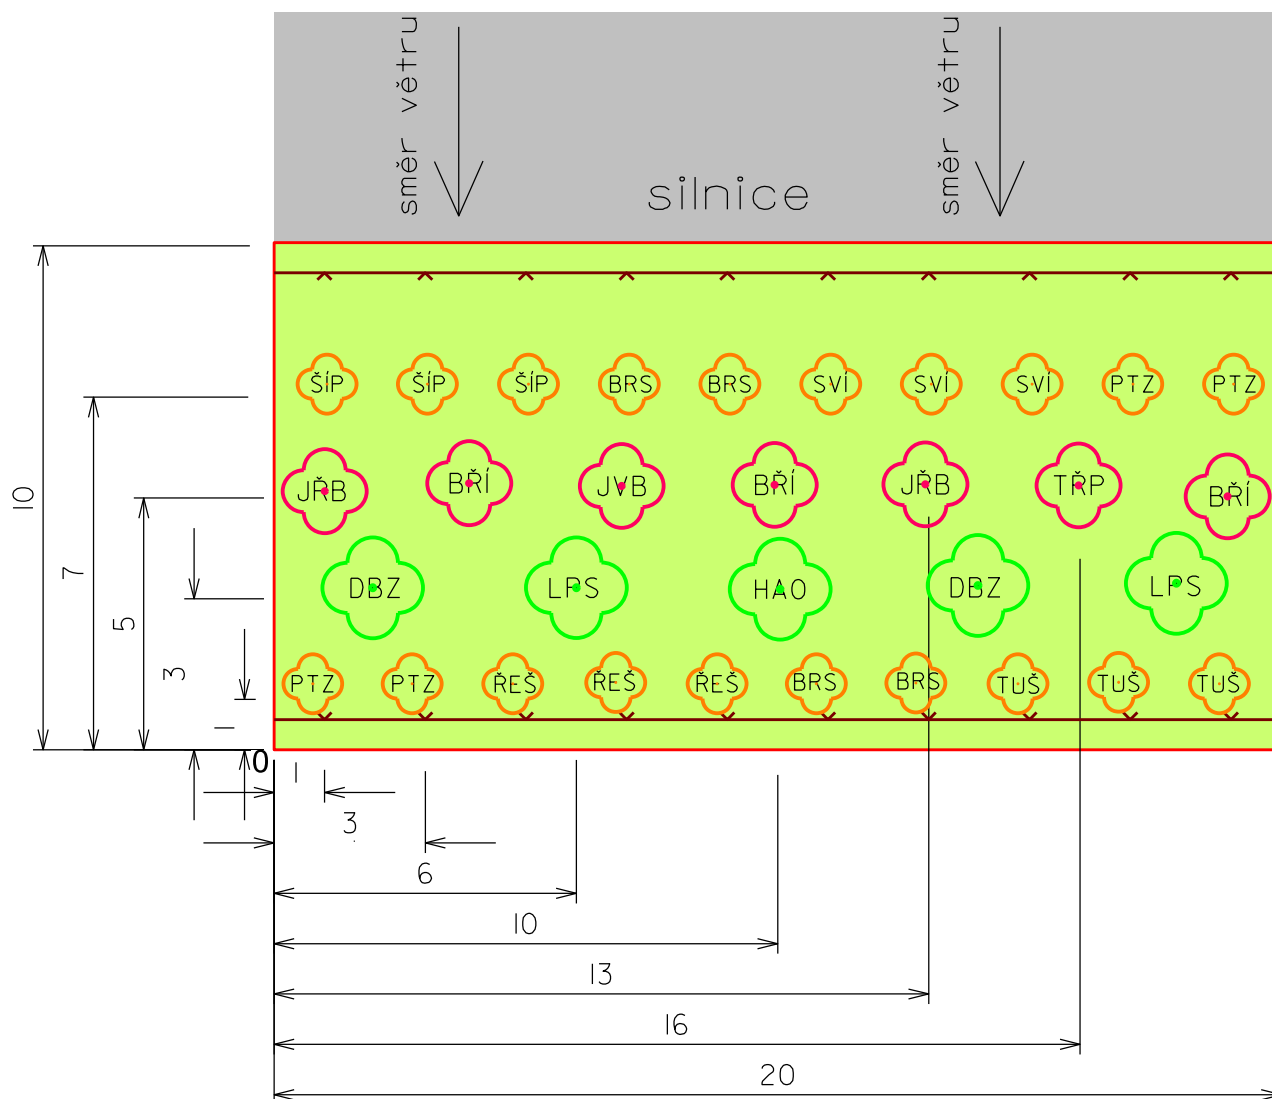 směr větru
směr větru
silnice
ŠÍP ŠÍP ŠÍP BRS BRS SVÍ SVÍ SVÍ PTZ PTZ
JŘB BŘÍ JVB BŘÍ JŘB TŘP BŘÍ
DBZ LPS HAO DBZ LPS
PTZ PTZ ŘEŠ ŘEŠ ŘEŠ BRS BRS TUŠ TUŠ TUŠ
10
7
5
3
1
0
1
3
6
10
13
16
20